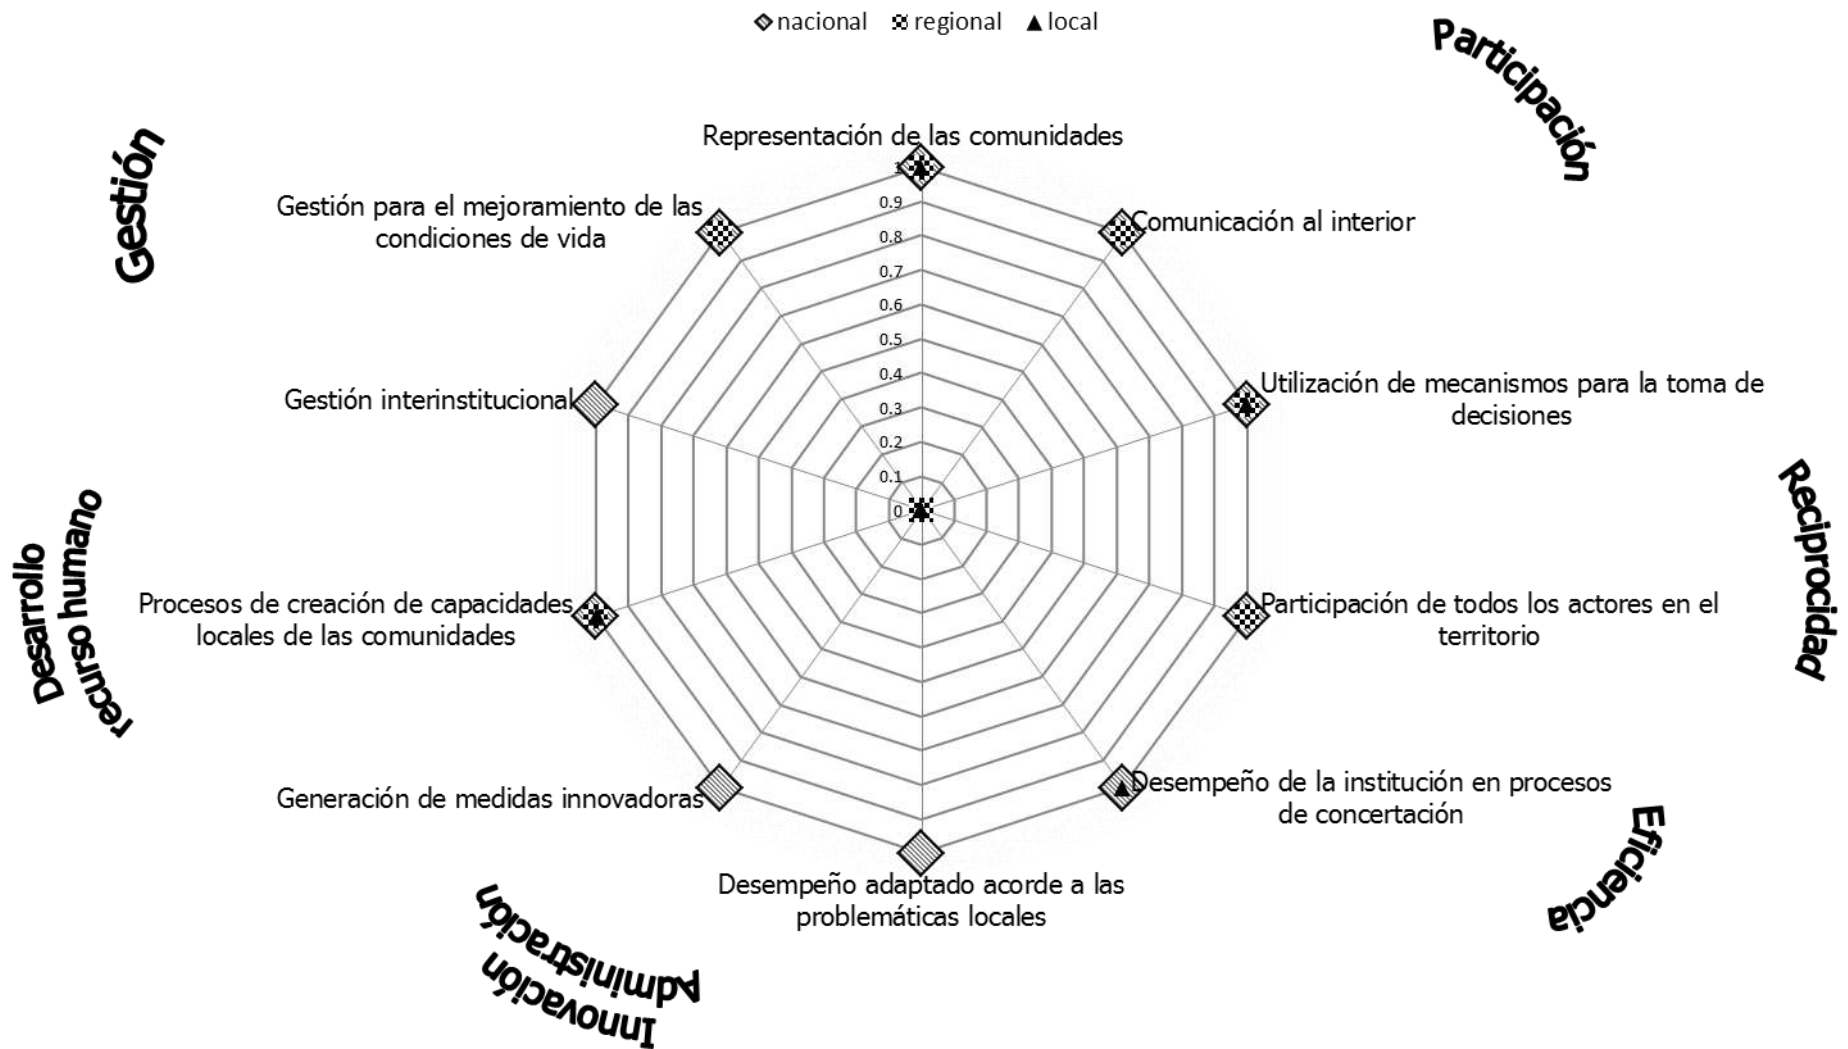 nacional regional local
Participación
Gestión
Representación de las comunidades
Gestión para el mejoramiento de las
condiciones de vida
Comunicación al interior
1
0.9
0.8
0.7
0.6
0.5
0.4
0.3
0.2
0.1
0
Gestión interinstitucional
Utilización de mecanismos para la toma de
decisiones
Reciprocidad
Desarrollo
recurso humano
Procesos de creación de capacidades
locales de las comunidades
Participación de todos los actores en el
territorio
Generación de medidas innovadoras
Desempeño de la institución en procesos
de concertación
Eficiencia
Desempeño adaptado acorde a las
problemáticas locales
Administración
Innovación